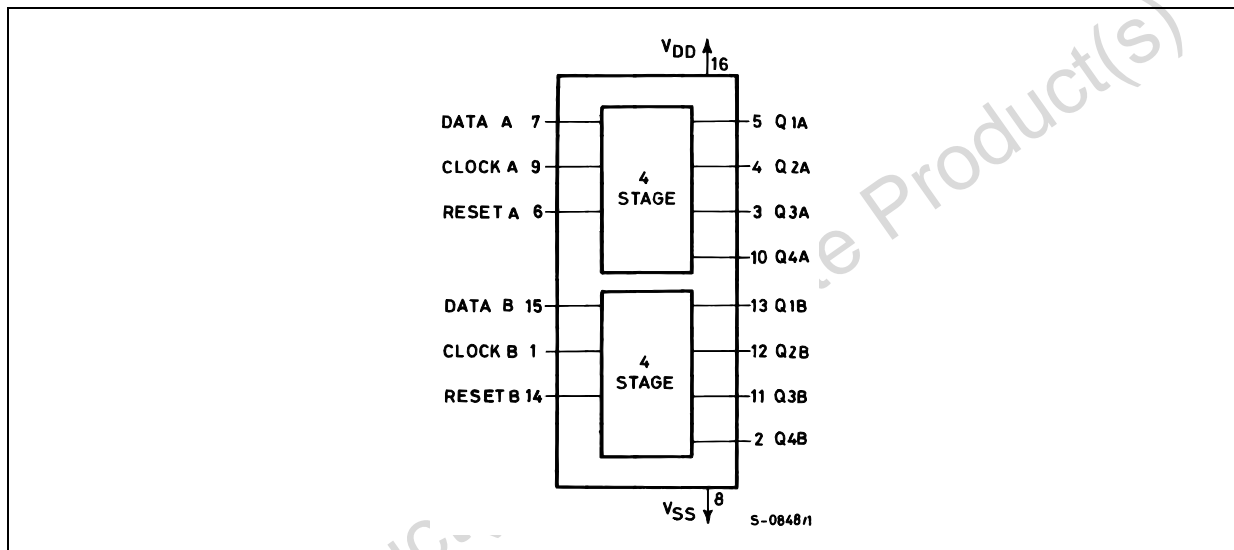 VDD
16
DATA A 7
5 Q1A
CLOCK A 9
4 Q2A
4
STAGE
RESET A 6
3 Q3A
10 Q4A
DATA B 15
13 Q1B
CLOCK B 1
12 Q2B
4
STAGE
RESET B 14
11 Q3B
2 Q4B
8
VSS
S-0848/1
Product(s)